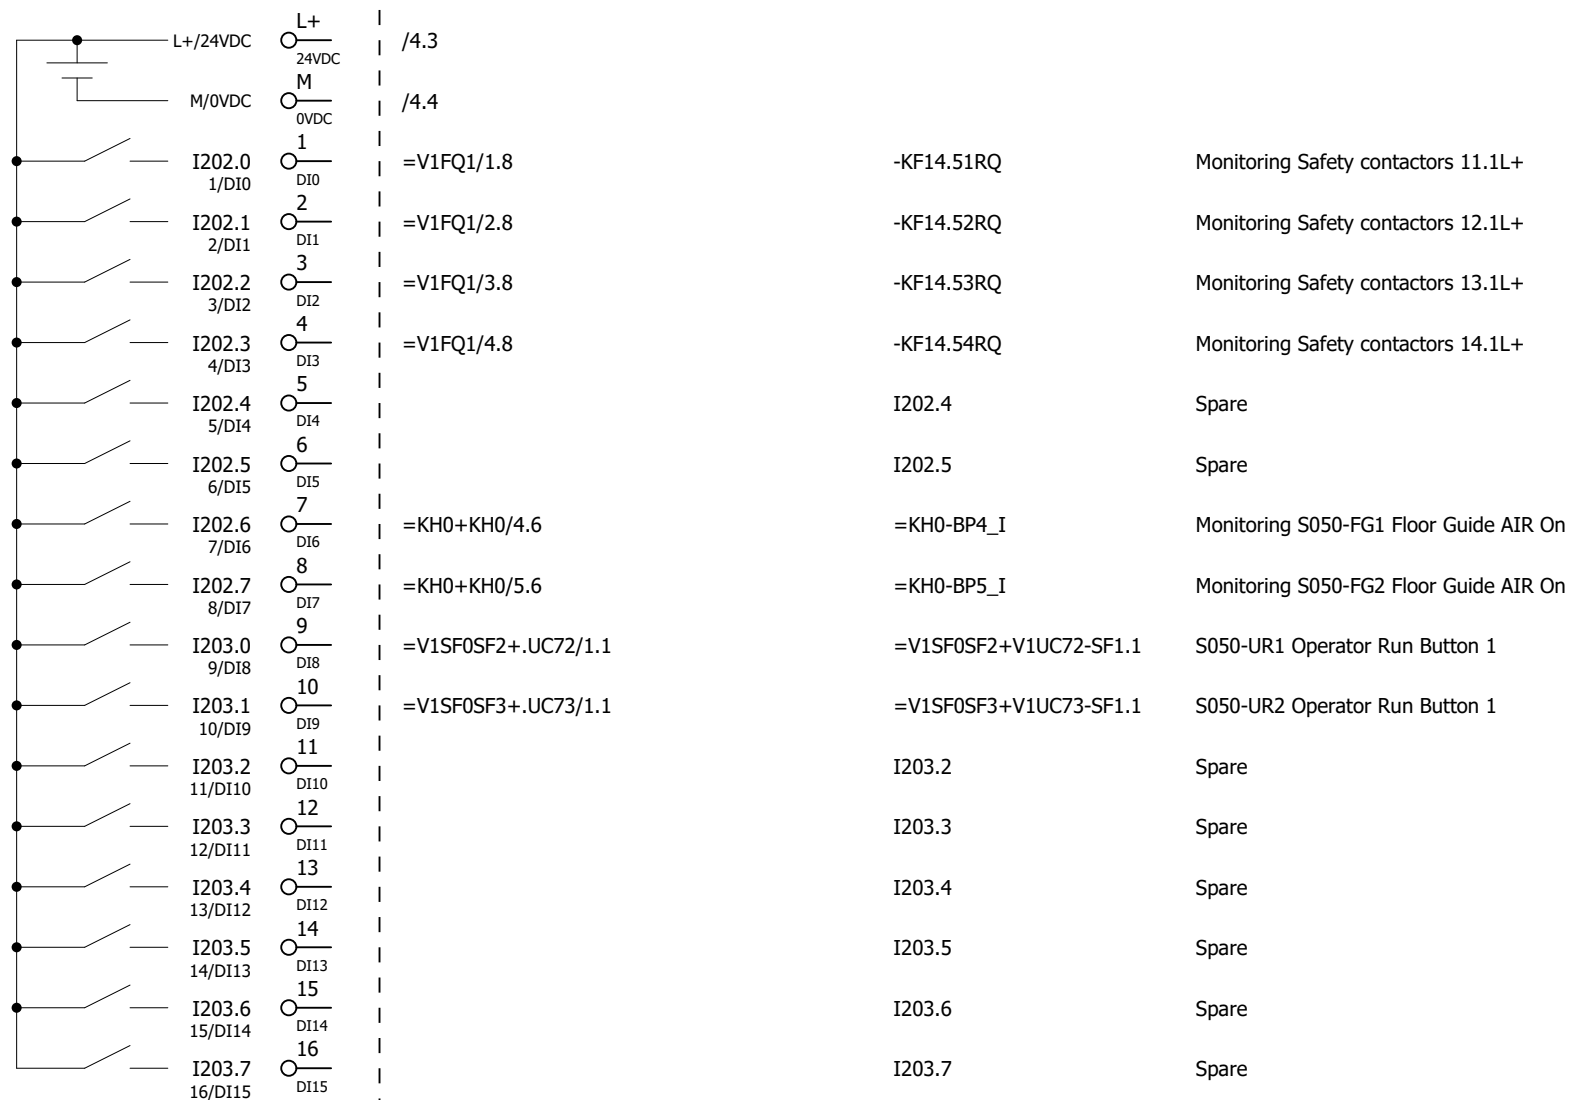 L+
L+/24VDC /4.3
24VDC
M
M/0VDC /4.4
0VDC
1
I202.0 =V1FQ1/1.8 -KF14.51RQ Monitoring Safety contactors 11.1L+
1/DI0 DI0
2
I202.1 =V1FQ1/2.8 -KF14.52RQ Monitoring Safety contactors 12.1L+
2/DI1 DI1
3
I202.2 =V1FQ1/3.8 -KF14.53RQ Monitoring Safety contactors 13.1L+
3/DI2 DI2
4
I202.3 =V1FQ1/4.8 -KF14.54RQ Monitoring Safety contactors 14.1L+
4/DI3 DI3
5
I202.4 I202.4 Spare
5/DI4 DI4
6
I202.5 I202.5 Spare
6/DI5 DI5
7
I202.6 =KH0+KH0/4.6 =KH0-BP4_I Monitoring S050-FG1 Floor Guide AIR On
7/DI6 DI6
8
I202.7 =KH0+KH0/5.6 =KH0-BP5_I Monitoring S050-FG2 Floor Guide AIR On
8/DI7 DI7
9
I203.0 =V1SF0SF2+.UC72/1.1 =V1SF0SF2+V1UC72-SF1.1 S050-UR1 Operator Run Button 1
9/DI8 DI8
10
I203.1 =V1SF0SF3+.UC73/1.1 =V1SF0SF3+V1UC73-SF1.1 S050-UR2 Operator Run Button 1
10/DI9 DI9
11
I203.2 I203.2 Spare
11/DI10 DI10
12
I203.3 I203.3 Spare
12/DI11 DI11
13
I203.4 I203.4 Spare
13/DI12 DI12
14
I203.5 I203.5 Spare
14/DI13 DI13
15
I203.6 I203.6 Spare
15/DI14 DI14
16
I203.7 I203.7 Spare
16/DI15 DI15